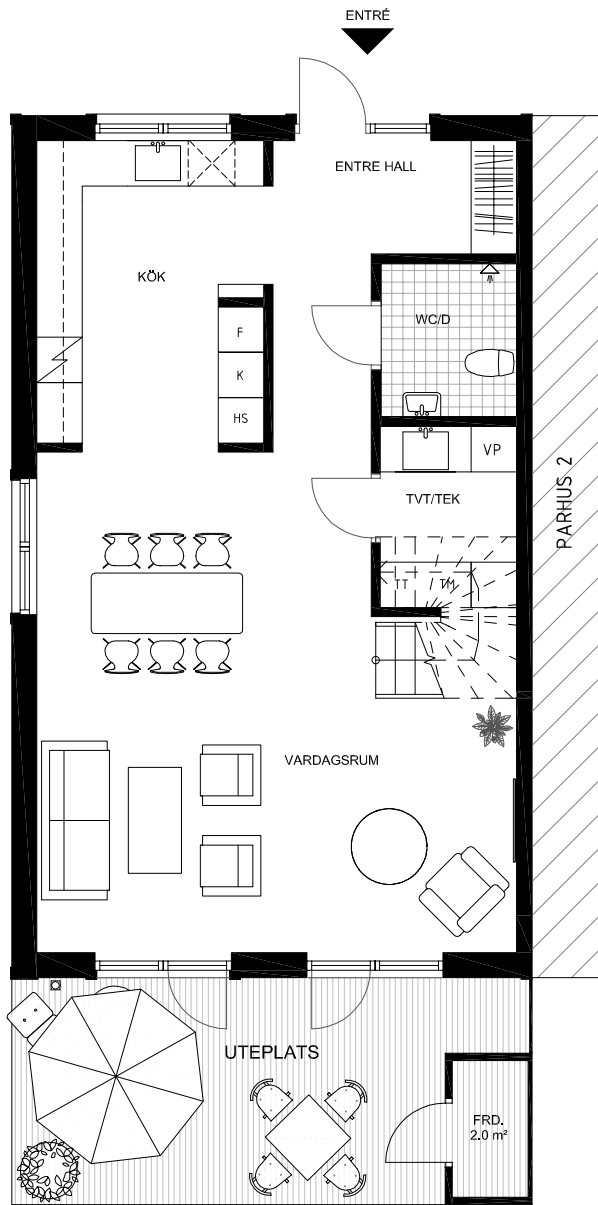 ENTRÉ
ENTRE HALL
KÖK
WC/D
F
K
HS
VP
TVT/TEK
PARHUS 2
TT
TM
VARDAGSRUM
UTEPLATS
FRD.
2.0 m²